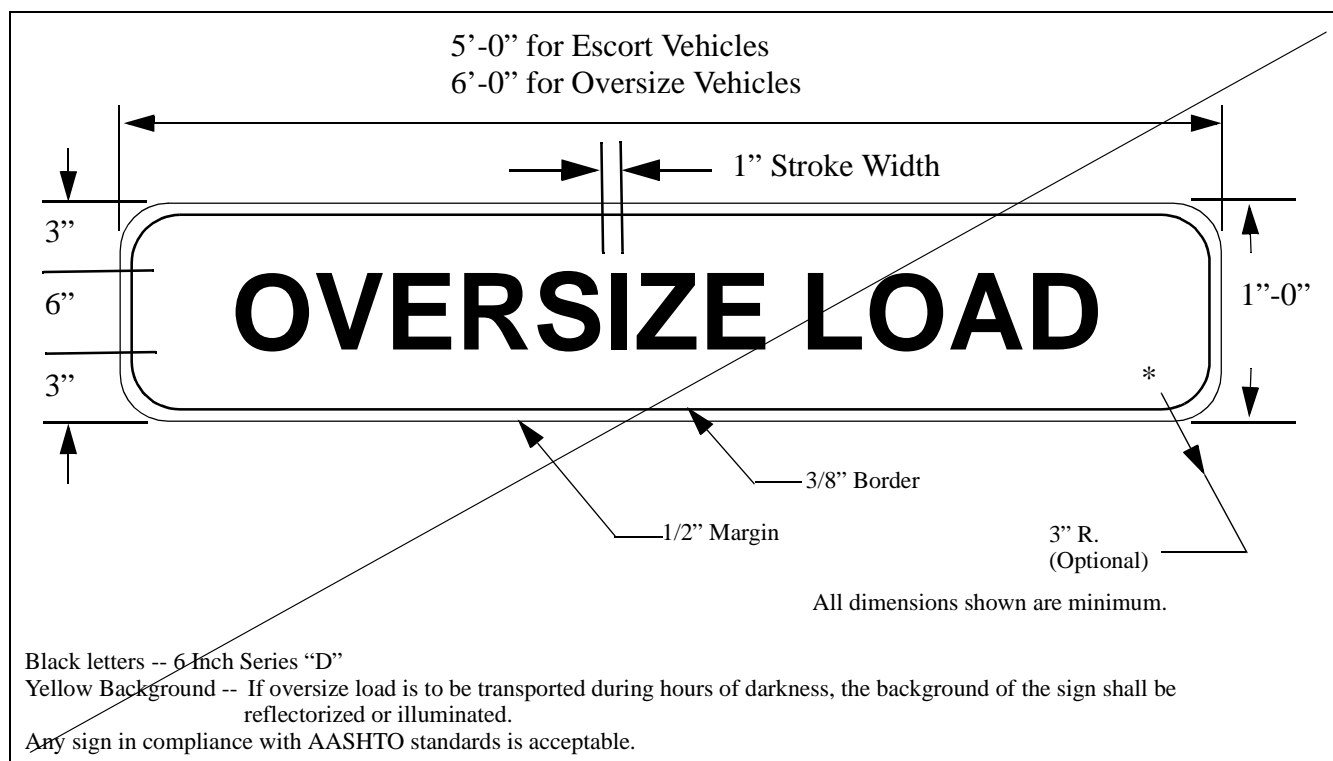 5’-0” for Escort Vehicles
6’-0” for Oversize Vehicles
1” Stroke Width
3”
6”
3”
OVERSIZE LOAD
1”-0”
*
3/8” Border
1/2” Margin
3” R.
(Optional)
All dimensions shown are minimum.
Black letters -- 6 Inch Series “D”
Yellow Background -- If oversize load is to be transported during hours of darkness, the background of the sign shall be
reflectorized or illuminated.
Any sign in compliance with AASHTO standards is acceptable.